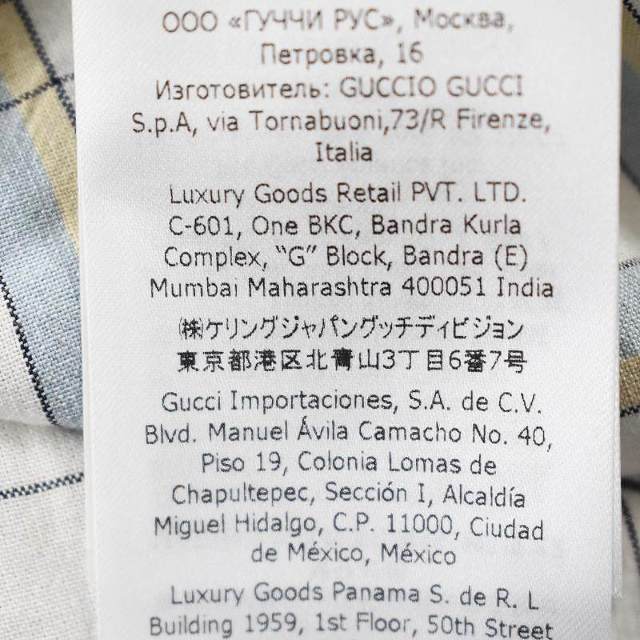 ООО «ГУЧЧИ РУС», Москва,
Петровка, 16
Изготовитель: GUCCIO GUCCI
S.p.A, via Tornabuoni,73/R Firenze,
Italia
Luxury Goods Retail PVT. LTD.
C-601, One BKC, Bandra Kurla
Complex, “G” Block, Bandra (E)
Mumbai Maharashtra 400051 India
㈱ケリングジャパングッチディビジョン
東京都港区北青山3丁目6番7号
Gucci Importaciones, S.A. de C.V.
Blvd. Manuel Ávila Camacho No. 40,
Piso 19, Colonia Lomas de
Chapultepec, Sección I, Alcaldía
Miguel Hidalgo, C.P. 11000, Ciudad
de México, México
Luxury Goods Panama S. de R. L
Building 1959, 1st Floor, 50th Street